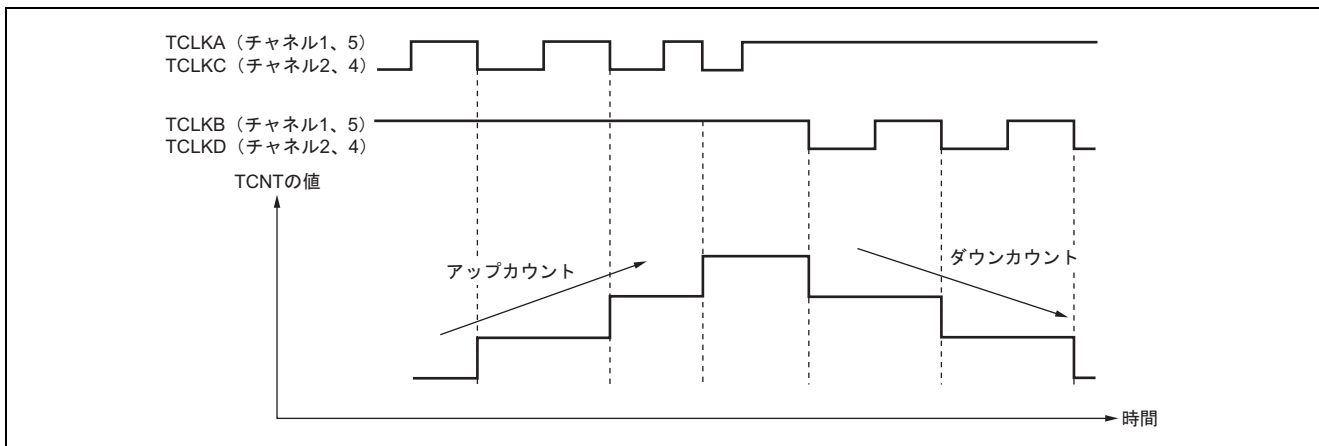 TCLKA（チャネル1、5）
TCLKC（チャネル2、4）
TCLKB（チャネル1、5）
TCLKD（チャネル2、4）
TCNTの値
アップカウント
ダウンカウント
時間